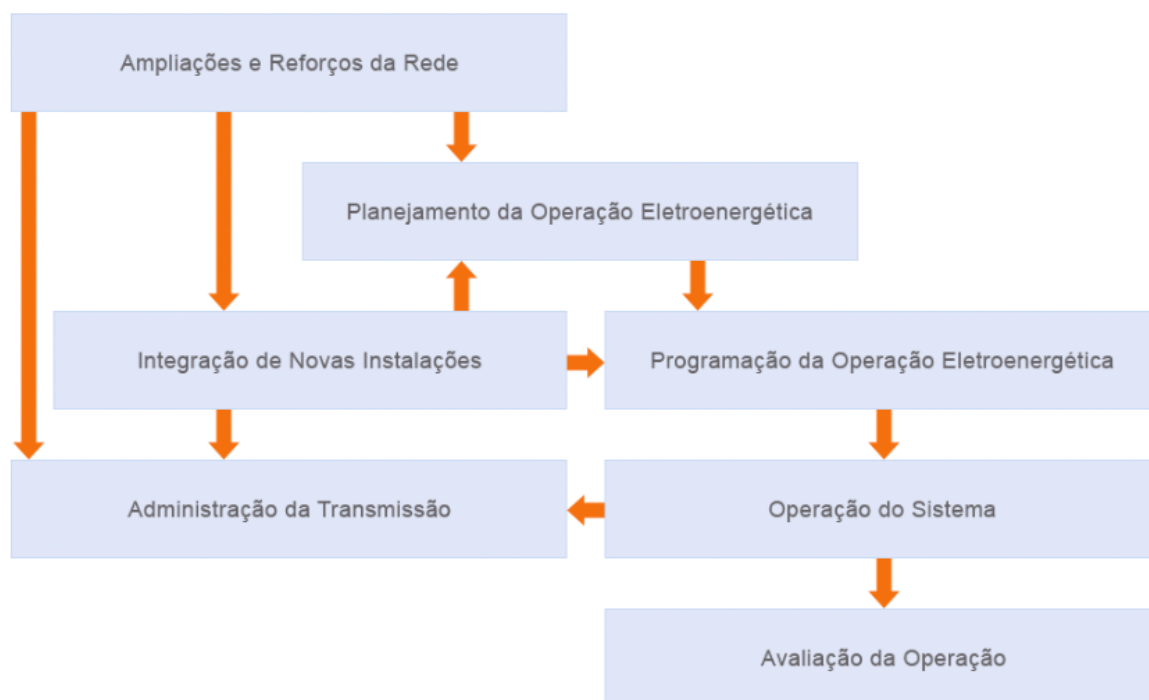 Ampliações e Reforços da Rede
Planejamento da Operação Eletroenergética
Integração de Novas Instalações
Programação da Operação Eletroenergética
Administração da Transmissão
Operação do Sistema
Avaliação da Operação